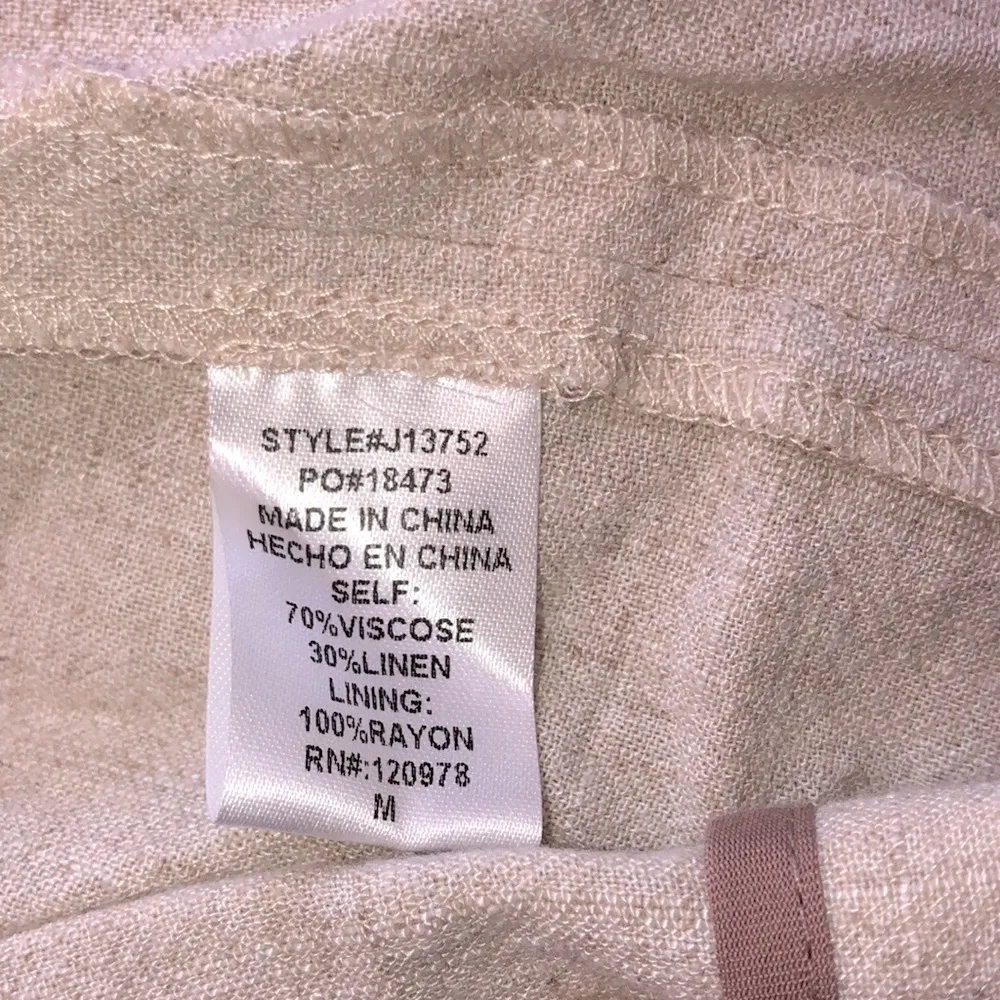 STYLE#J13752
PO#18473
MADE IN CHINA
HECHO EN CHINA
SELF:
70%VISCOSE
30%LINEN
LINING:
100%RAYON
RN#:120978
M